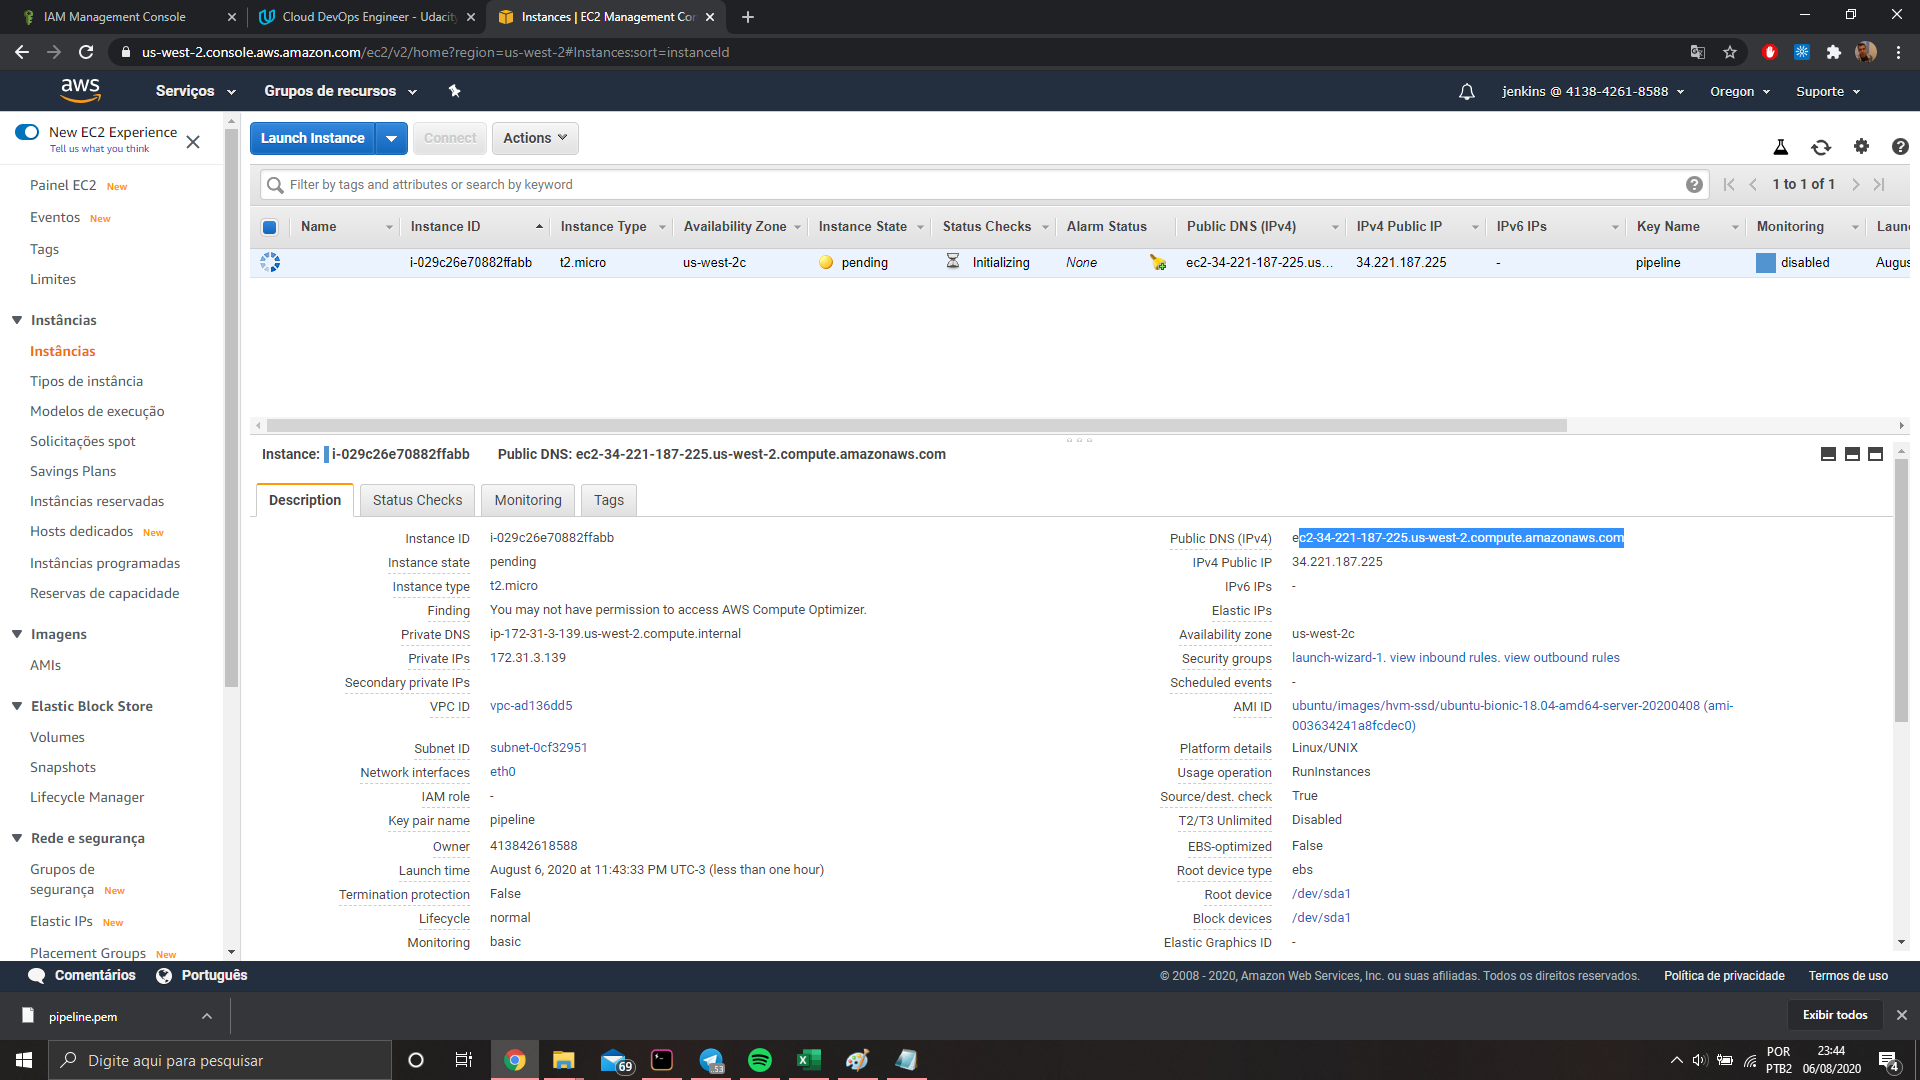 IAM Management Console
Cloud DevOps Engineer - Udacity
Instances | EC2 Management Con
us-west-2.console.aws.amazon.com/ec2/v2/home?region=us-west-2#Instances:sort=instanceId
aws
Serviços
Grupos de recursos
jenkins @ 4138-4261-8588
Oregon
Suporte
New EC2 Experience
Tell us what you think
Painel EC2 New
Eventos New
Tags
Limites
Instâncias
Instâncias
Tipos de instância
Modelos de execução
Solicitações spot
Savings Plans
Instâncias reservadas
Hosts dedicados New
Instâncias programadas
Reservas de capacidade
Imagens
AMIs
Elastic Block Store
Volumes
Snapshots
Lifecycle Manager
Rede e segurança
Grupos de
segurança New
Elastic IPs New
Placement Groups New
Launch Instance
Connect
Actions
Filter by tags and attributes or search by keyword
1 to 1 of 1
Name Instance ID Instance Type Availability Zone Instance State Status Checks Alarm Status Public DNS (IPv4) IPv4 Public IP IPv6 IPs Key Name Monitoring Laun
i-029c26e70882ffabb t2.micro us-west-2c pending Initializing None ec2-34-221-187-225.us... 34.221.187.225 - pipeline disabled Augus
Instance: i-029c26e70882ffabb Public DNS: ec2-34-221-187-225.us-west-2.compute.amazonaws.com
Description Status Checks Monitoring Tags
Instance ID i-029c26e70882ffabb
Instance state pending
Instance type t2.micro
Finding You may not have permission to access AWS Compute Optimizer.
Private DNS ip-172-31-3-139.us-west-2.compute.internal
Private IPs 172.31.3.139
Secondary private IPs
VPC ID vpc-ad136dd5
Subnet ID subnet-0cf32951
Network interfaces eth0
IAM role -
Key pair name pipeline
Owner 413842618588
Launch time August 6, 2020 at 11:43:33 PM UTC-3 (less than one hour)
Termination protection False
Lifecycle normal
Monitoring basic
Public DNS (IPv4) ec2-34-221-187-225.us-west-2.compute.amazonaws.com
IPv4 Public IP 34.221.187.225
IPv6 IPs -
Elastic IPs
Availability zone us-west-2c
Security groups launch-wizard-1. view inbound rules. view outbound rules
Scheduled events -
AMI ID ubuntu/images/hvm-ssd/ubuntu-bionic-18.04-amd64-server-20200408 (ami-
003634241a8fcdec0)
Platform details Linux/UNIX
Usage operation RunInstances
Source/dest. check True
T2/T3 Unlimited Disabled
EBS-optimized False
Root device type ebs
Root device /dev/sda1
Block devices /dev/sda1
Elastic Graphics ID -
Comentários
Português
© 2008 - 2020, Amazon Web Services, Inc. ou suas afiliadas. Todos os direitos reservados.
Política de privacidade
Termos de uso
pipeline.pem
Exibir todos
Digite aqui para pesquisar
69
53
POR
PTB2
23:44
06/08/2020
4